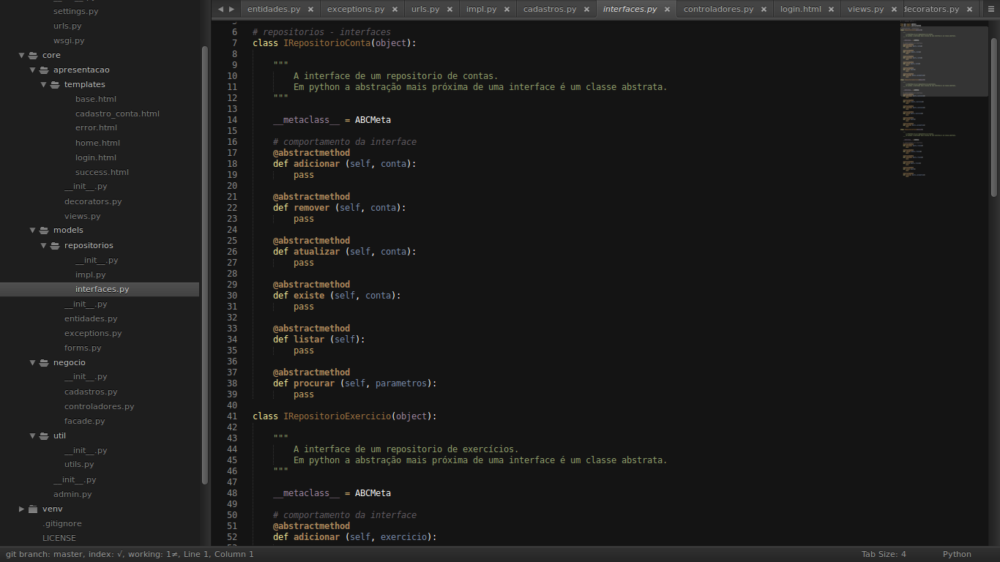 settings.py
urls.py
wsgi.py
core
apresentacao
templates
base.html
cadastro_conta.html
error.html
home.html
login.html
success.html
__init__.py
decorators.py
views.py
models
repositorios
__init__.py
impl.py
interfaces.py
__init__.py
entidades.py
exceptions.py
forms.py
negocio
__init__.py
cadastros.py
controladores.py
facade.py
util
__init__.py
utils.py
__init__.py
admin.py
venv
.gitignore
LICENSE
entidades.py × exceptions.py × urls.py × impl.py × cadastros.py × interfaces.py × controladores.py × login.html × views.py × decorators.py ×
6 # repositorios - interfaces
7 class IRepositorioConta(object):
8
9 """
10 A interface de um repositorio de contas.
11 Em python a abstração mais próxima de uma interface é um classe abstrata.
12 """
13
14 __metaclass__ = ABCMeta
15
16 # comportamento da interface
17 @abstractmethod
18 def adicionar (self, conta):
19 pass
20
21 @abstractmethod
22 def remover (self, conta):
23 pass
24
25 @abstractmethod
26 def atualizar (self, conta):
27 pass
28
29 @abstractmethod
30 def existe (self, conta):
31 pass
32
33 @abstractmethod
34 def listar (self):
35 pass
36
37 @abstractmethod
38 def procurar (self, parametros):
39 pass
40
41 class IRepositorioExercicio(object):
42
43 """
44 A interface de um repositorio de exercícios.
45 Em python a abstração mais próxima de uma interface é um classe abstrata.
46 """
47
48 __metaclass__ = ABCMeta
49
50 # comportamento da interface
51 @abstractmethod
52 def adicionar (self, exercicio):
git branch: master, index: √, working: 1≠, Line 1, Column 1 Tab Size: 4 Python